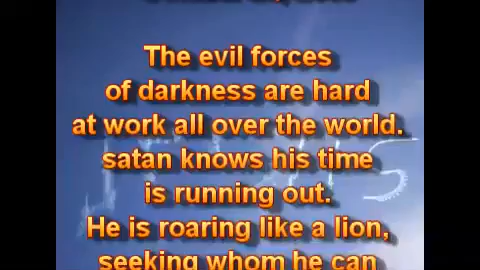 The evil forces
of darkness are hard
at work all over the world.
satan knows his time
is running out.
He is roaring like a lion,
seeking whom he can